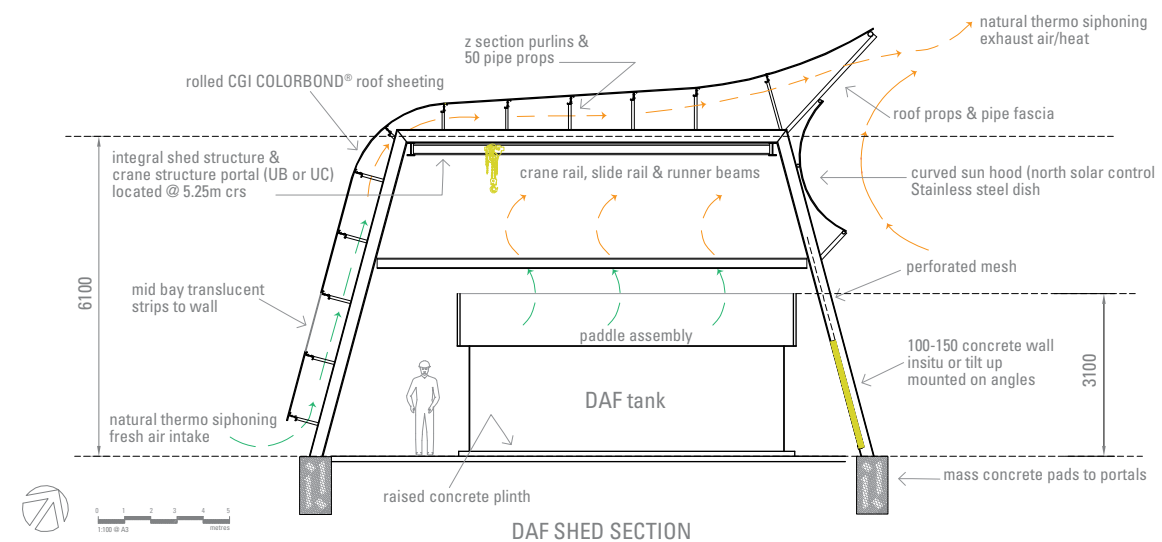 natural thermo siphoning
exhaust air/heat
z section purlins &
50 pipe props
rolled CGI COLORBOND® roof sheeting
roof props & pipe fascia
integral shed structure &
crane structure portal (UB or UC)
located @ 5.25m crs
crane rail, slide rail & runner beams
curved sun hood (north solar control
Stainless steel dish
perforated mesh
6100
mid bay translucent
strips to wall
paddle assembly
100-150 concrete wall
insitu or tilt up
mounted on angles
3100
DAF tank
natural thermo siphoning
fresh air intake
mass concrete pads to portals
raised concrete plinth
0 1 2 3 4 5
1:100 @ A3 metres
DAF SHED SECTION